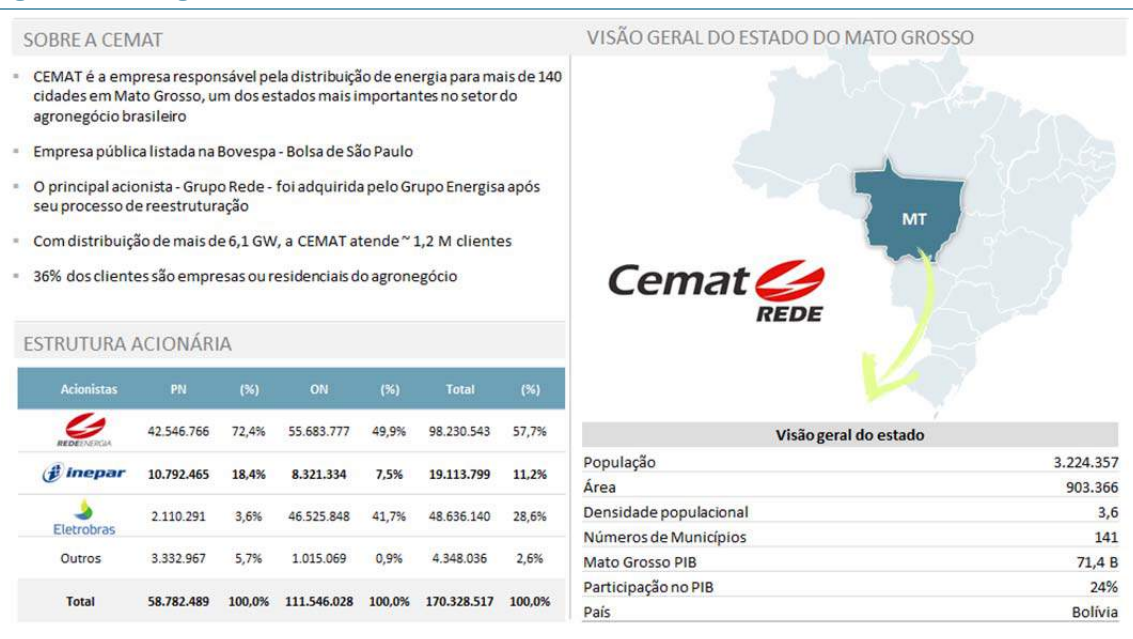 SOBRE A CEMAT
▪ CEMAT é a empresa responsável pela distribuição de energia para mais de 140
cidades em Mato Grosso, um dos estados mais importantes no setor do
agronegócio brasileiro
▪ Empresa pública listada na Bovespa - Bolsa de São Paulo
▪ O principal acionista - Grupo Rede - foi adquirida pelo Grupo Energisa após
seu processo de reestruturação
▪ Com distribuição de mais de 6,1 GW, a CEMAT atende ~ 1,2 M clientes
▪ 36% dos clientes são empresas ou residenciais do agronegócio
ESTRUTURA ACIONÁRIA
Acionistas PN (%) ON (%) Total (%)
REDE ENERGIA 42.546.766 72,4% 55.683.777 49,9% 98.230.543 57,7%
inepar 10.792.465 18,4% 8.321.334 7,5% 19.113.799 11,2%
Eletrobras 2.110.291 3,6% 46.525.848 41,7% 48.636.140 28,6%
Outros 3.332.967 5,7% 1.015.069 0,9% 4.348.036 2,6%
Total 58.782.489 100,0% 111.546.028 100,0% 170.328.517 100,0%
VISÃO GERAL DO ESTADO DO MATO GROSSO
MT
Cemat
REDE
Visão geral do estado
População 3.224.357
Área 903.366
Densidade populacional 3,6
Números de Municípios 141
Mato Grosso PIB 71,4 B
Participação no PIB 24%
País Bolívia